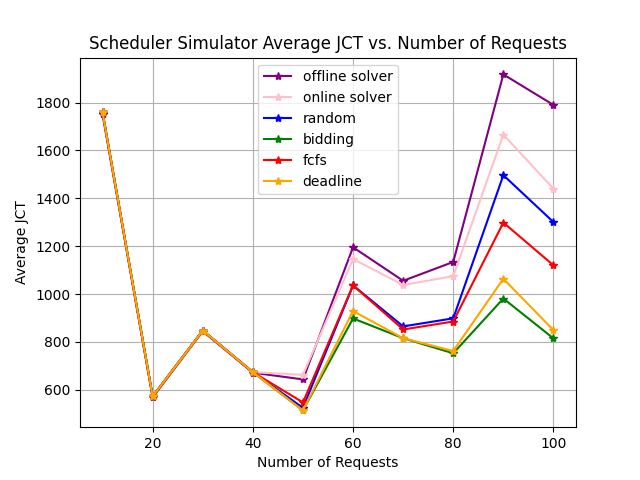 Scheduler Simulator Average JCT vs. Number of Requests
offline solver
online solver
random
bidding
fcfs
deadline
Average JCT
1800
1600
1400
1200
1000
800
600
20 40 60 80 100
Number of Requests